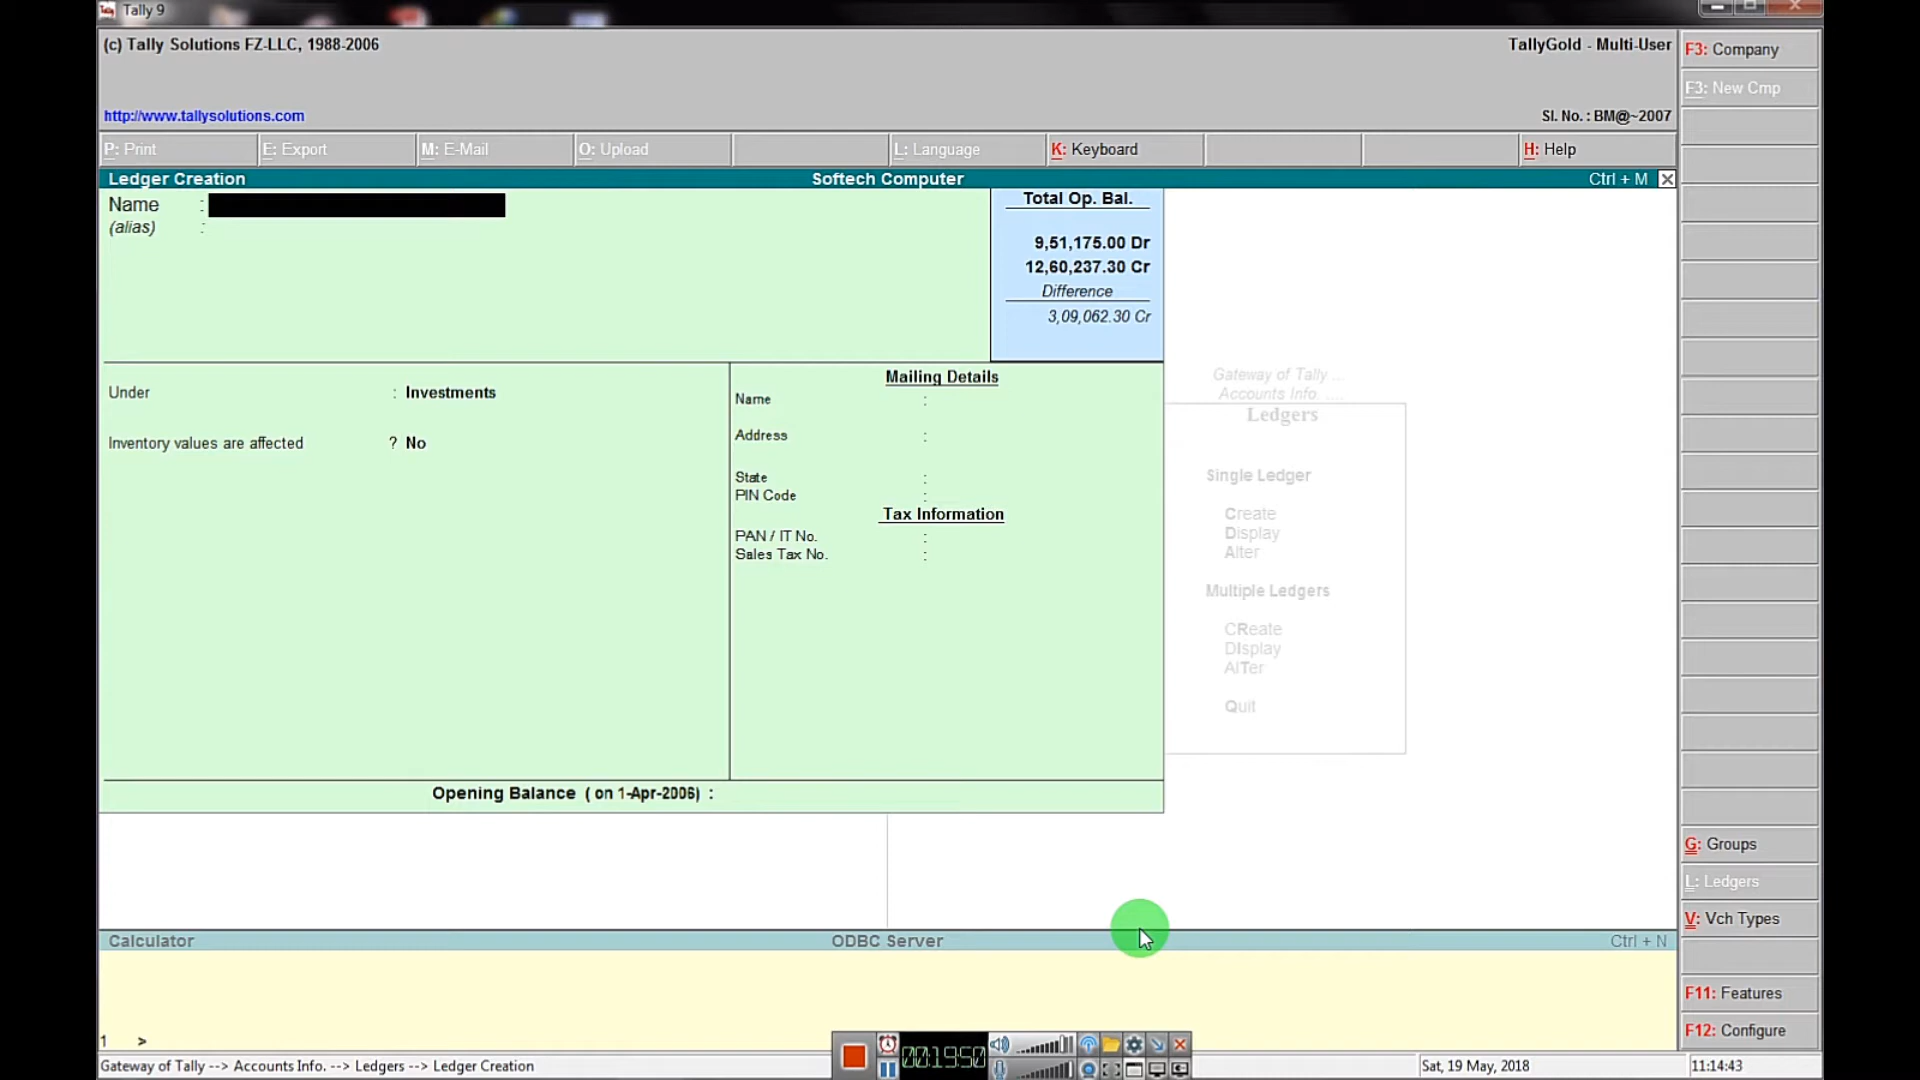 Tally 9
(c) Tally Solutions FZ-LLC, 1988-2006
TallyGold - Multi-User
http://www.tallysolutions.com
Sl. No. : BM@~2007
P: Print
E: Export
M: E-Mail
O: Upload
L: Language
K: Keyboard
H: Help
Ledger Creation
Softech Computer
Ctrl + M
Name :
(alias) :
Total Op. Bal.
9,51,175.00 Dr
12,60,237.30 Cr
Difference
3,09,062.30 Cr
Under : Investments
Inventory values are affected ? No
Mailing Details
Name :
Address :
State :
PIN Code :
Tax Information
PAN / IT No. :
Sales Tax No. :
Opening Balance ( on 1-Apr-2006) :
Gateway of Tally ...
Accounts Info. ....
Ledgers
Single Ledger
Create
Display
Alter
Multiple Ledgers
CReate
DIsplay
AlTer
Quit
F3: Company
F3: New Cmp
G: Groups
L: Ledgers
V: Vch Types
F11: Features
F12: Configure
Calculator
ODBC Server
Ctrl + N
1 >
00:19:50
Gateway of Tally --> Accounts Info. --> Ledgers --> Ledger Creation
Sat, 19 May, 2018
11:14:43